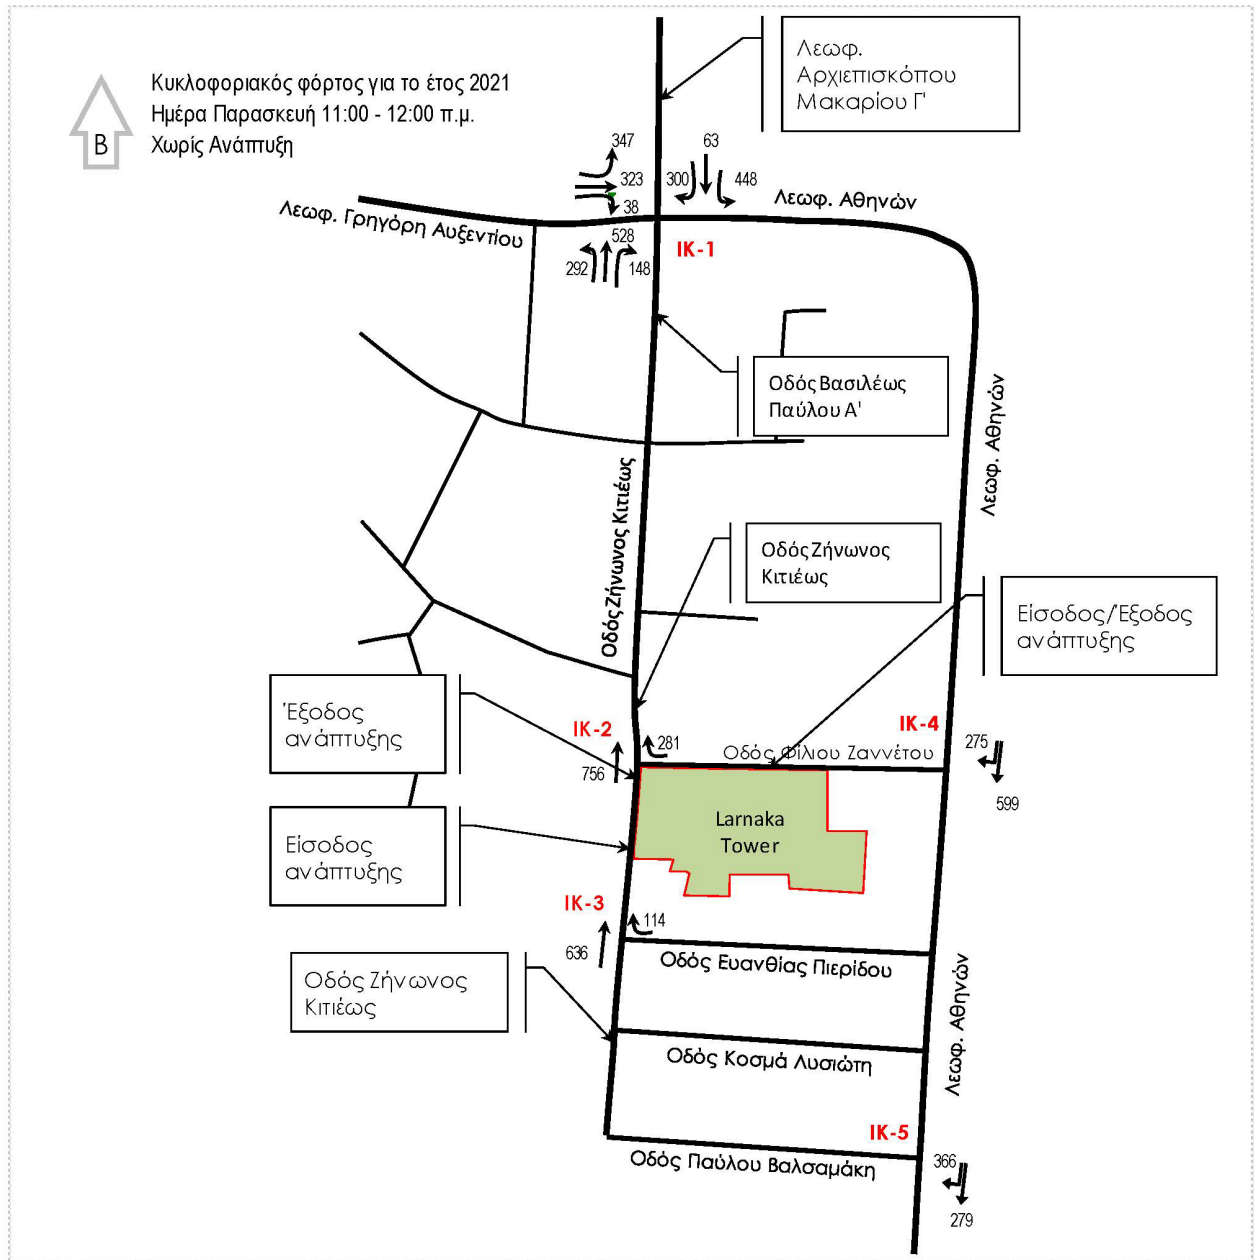 Κυκλοφοριακός φόρτος για το έτος 2021
Ημέρα Παρασκευή 11:00 - 12:00 π.μ.
Χωρίς Ανάπτυξη
Β
Λεωφ.
Αρχιεπισκόπου
Μακαρίου Γ'
347
323
38
63
300
448
Λεωφ. Αθηνών
Λεωφ. Γρηγόρη Αυξεντίου
528
292
148
ΙΚ-1
Οδός Βασιλέως
Παύλου Α'
Λεωφ. Αθηνών
Οδός Ζήνωνος Κιτιέως
Οδός Ζήνωνος
Κιτιέως
Είσοδος/Έξοδος
ανάπτυξης
Έξοδος
ανάπτυξης
ΙΚ-2
281
756
Οδός Φίλιου Ζαννέτου
ΙΚ-4
275
599
Larnaka
Tower
Είσοδος
ανάπτυξης
ΙΚ-3
114
636
Οδός Ευανθίας Πιερίδου
Οδός Ζήνωνος
Κιτιέως
Λεωφ. Αθηνών
Οδός Κοσμά Λυσιώτη
ΙΚ-5
Οδός Παύλου Βαλσαμάκη
366
279